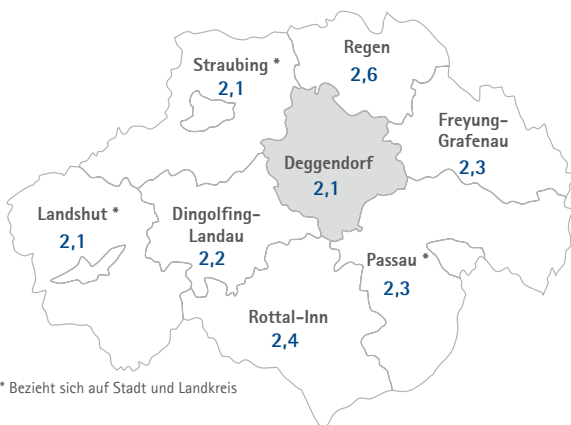 Regen
2,6
Straubing *
2,1
Freyung-
Grafenau
2,3
Deggendorf
2,1
Landshut *
2,1
Dingolfing-
Landau
2,2
Passau *
2,3
Rottal-Inn
2,4
* Bezieht sich auf Stadt und Landkreis